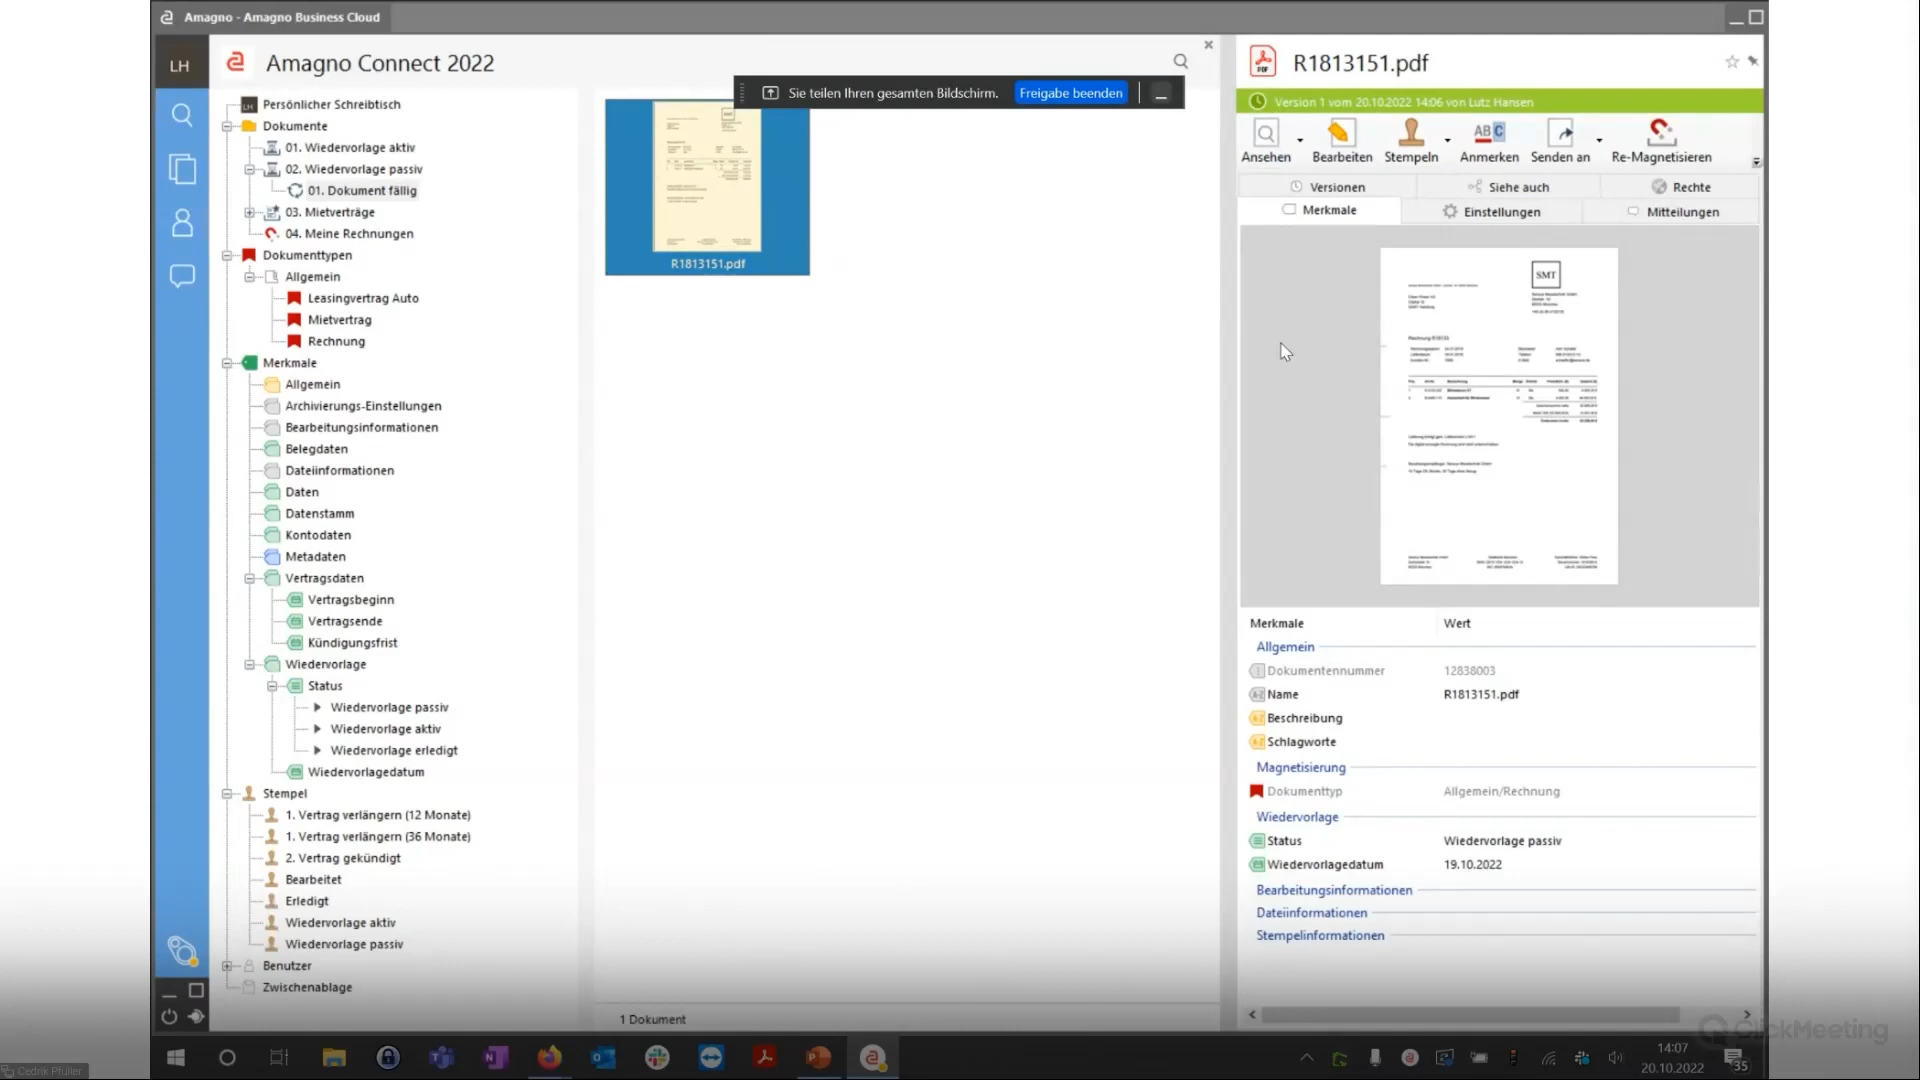 Amagno - Amagno Business Cloud
LH
Amagno Connect 2022
Sie teilen Ihren gesamten Bildschirm.
Freigabe beenden
Persönlicher Schreibtisch
Dokumente
01. Wiedervorlage aktiv
02. Wiedervorlage passiv
01. Dokument fällig
03. Mietverträge
04. Meine Rechnungen
Dokumenttypen
Allgemein
Leasingvertrag Auto
Mietvertrag
Rechnung
Merkmale
Allgemein
Archivierungs-Einstellungen
Bearbeitungsinformationen
Belegdaten
Dateiinformationen
Daten
Datenstamm
Kontodaten
Metadaten
Vertragsdaten
Vertragsbeginn
Vertragsende
Kündigungsfrist
Wiedervorlage
Status
Wiedervorlage passiv
Wiedervorlage aktiv
Wiedervorlage erledigt
Wiedervorlagedatum
Stempel
1. Vertrag verlängern (12 Monate)
1. Vertrag verlängern (36 Monate)
2. Vertrag gekündigt
Bearbeitet
Erledigt
Wiedervorlage aktiv
Wiedervorlage passiv
Benutzer
Zwischenablage
R1813151.pdf
1 Dokument
PDF
R1813151.pdf
Version 1 vom 20.10.2022 14:06 von Lutz Hansen
Ansehen
Bearbeiten
Stempeln
ABC
Anmerken
Senden an
Re-Magnetisieren
Versionen
Siehe auch
Rechte
Merkmale
Einstellungen
Mitteilungen
SMT
Merkmale Wert
Allgemein
Dokumentennummer 12838003
Name R1813151.pdf
Beschreibung
Schlagworte
Magnetisierung
Dokumenttyp Allgemein/Rechnung
Wiedervorlage
Status Wiedervorlage passiv
Wiedervorlagedatum 19.10.2022
Bearbeitungsinformationen
Dateiinformationen
Stempelinformationen
ClickMeeting
Cedrik Pfuller
14:07
20.10.2022
35